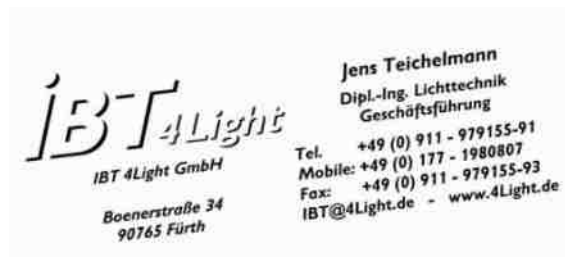 iBT 4Light
IBT 4Light GmbH
Boenerstraße 34
90765 Fürth
Jens Teichelmann
Dipl.-Ing. Lichttechnik
Geschäftsführung
Tel. +49 (0) 911 - 979155-91
Mobile: +49 (0) 177 - 1980807
Fax: +49 (0) 911 - 979155-93
IBT@4Light.de - www.4Light.de